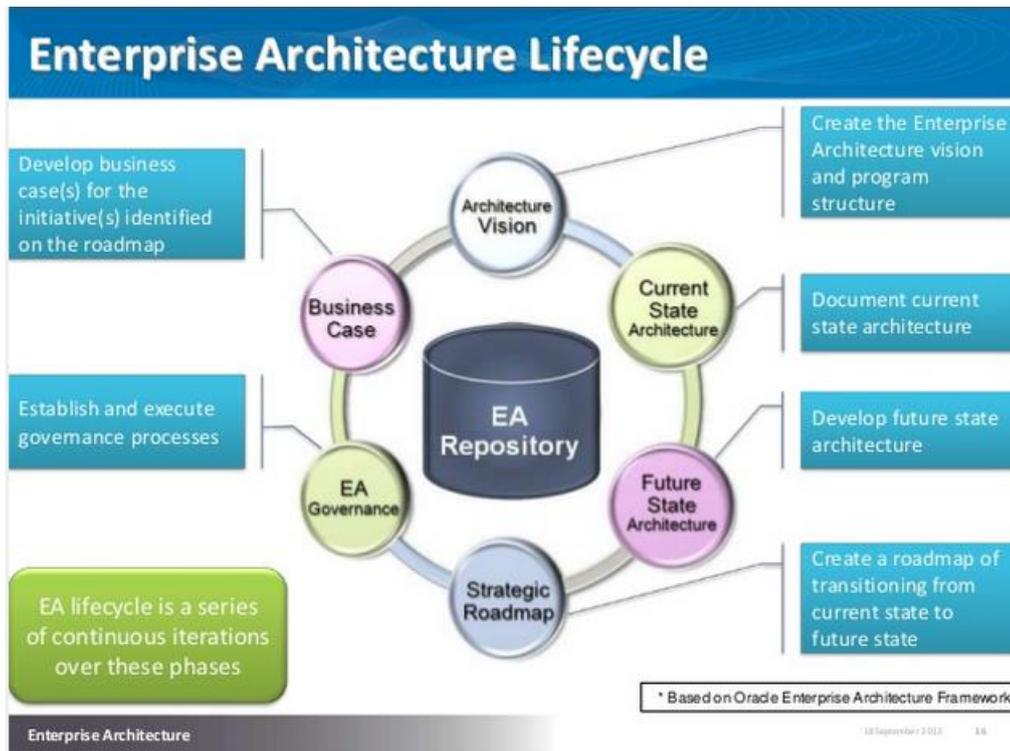 Enterprise Architecture Lifecycle
Develop business
case(s) for the
initiative(s) identified
on the roadmap
Create the Enterprise
Architecture vision
and program
structure
Architecture
Vision
Business
Case
Current
State
Architecture
Document current
state architecture
EA
Repository
Establish and execute
governance processes
Develop future state
architecture
EA
Governance
Future
State
Architecture
Strategic
Roadmap
Create a roadmap of
transitioning from
current state to
future state
EA lifecycle is a series
of continuous iterations
over these phases
* Based on Oracle Enterprise Architecture Framework
Enterprise Architecture
18 September 2013
16